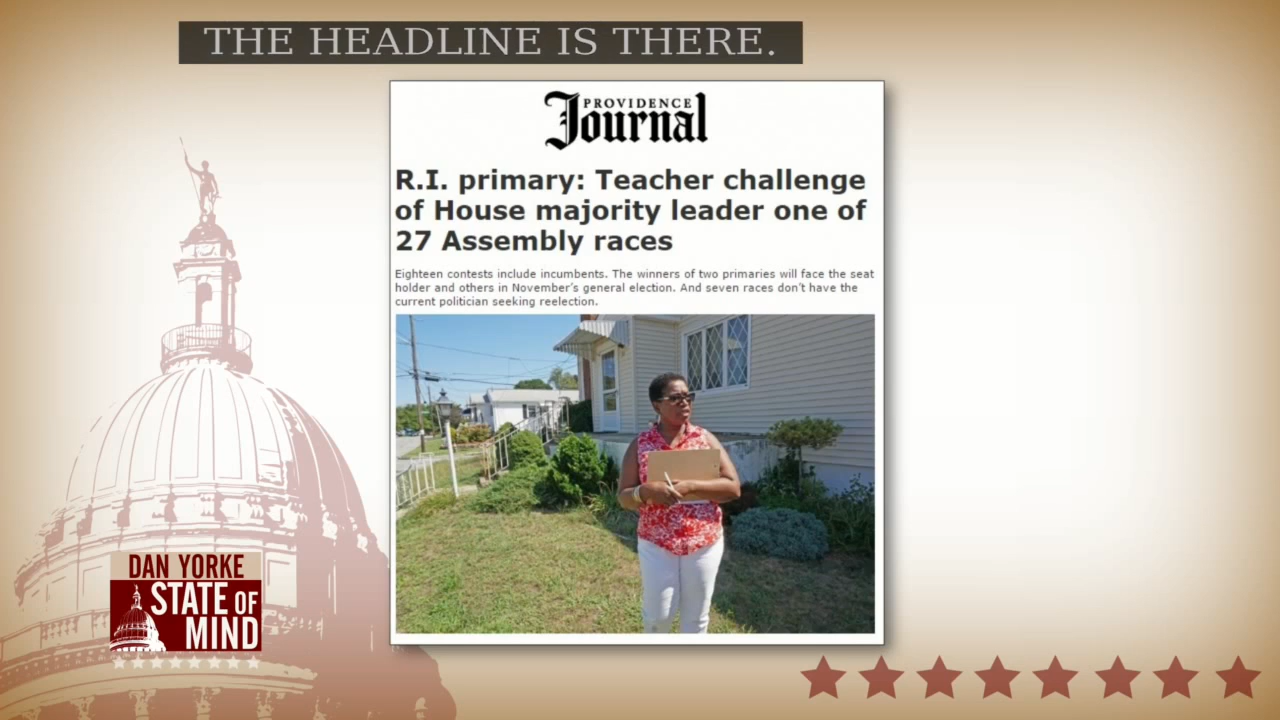 THE HEADLINE IS THERE.
PROVIDENCE
Journal
R.I. primary: Teacher challenge
of House majority leader one of
27 Assembly races
Eighteen contests include incumbents. The winners of two primaries will face the seat
holder and others in November's general election. And seven races don't have the
current politician seeking reelection.
DAN YORKE
STATE OF
MIND